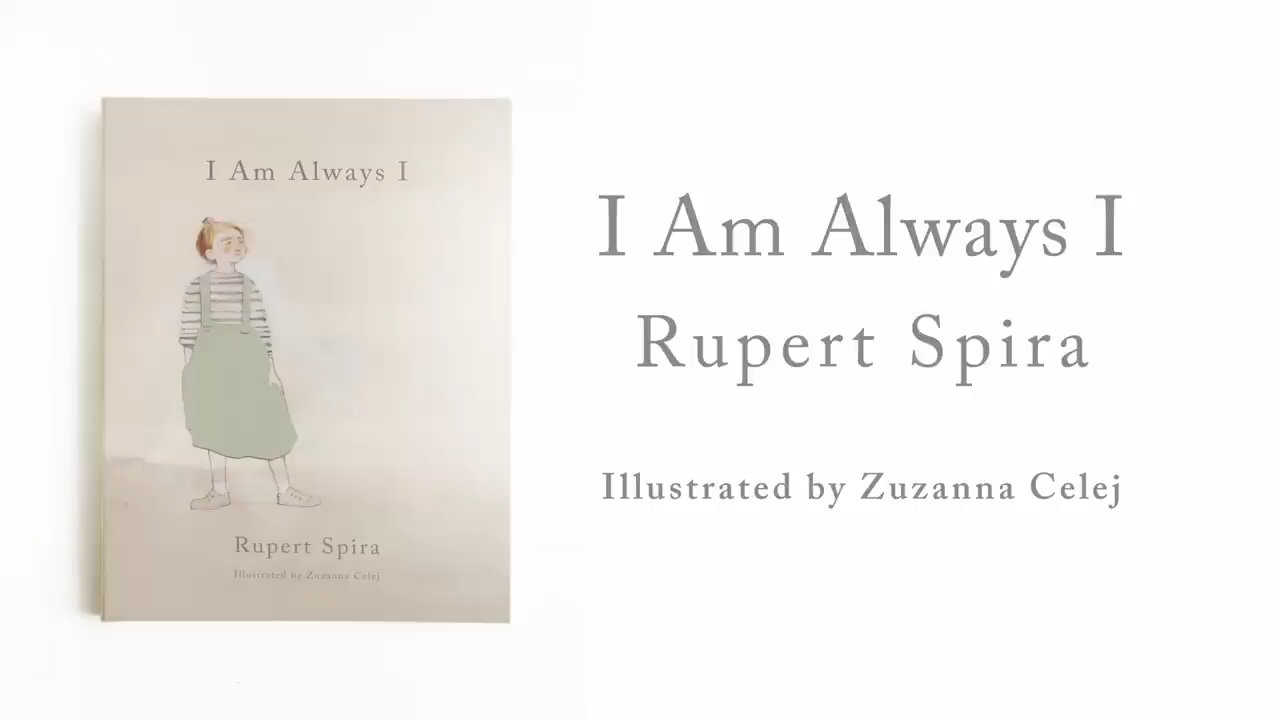 I Am Always I
Rupert Spira
Illustrated by Zuzanna Celej
I Am Always I
Rupert Spira
Illustrated by Zuzanna Celej